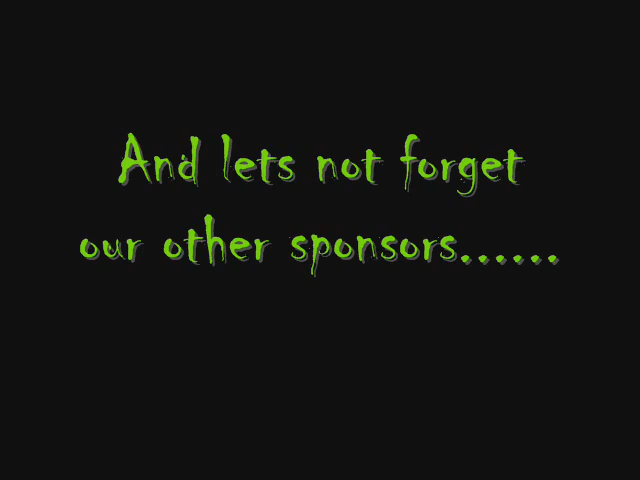 And lets not forget
our other sponsors......